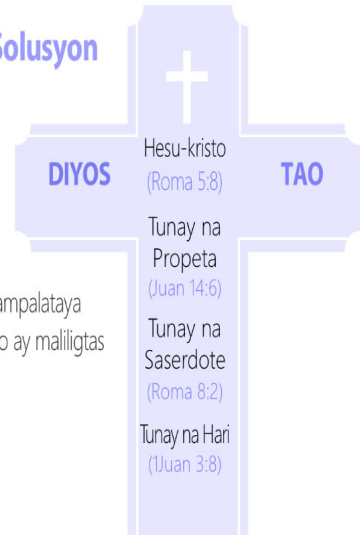 Solusyon
DIYOS
TAO
Hesu-kristo
(Roma 5:8)
Tunay na
Propeta
(Juan 14:6)
Tunay na
Saserdote
(Roma 8:2)
Tunay na Hari
(1Juan 3:8)
ampalataya
o ay maliligtas